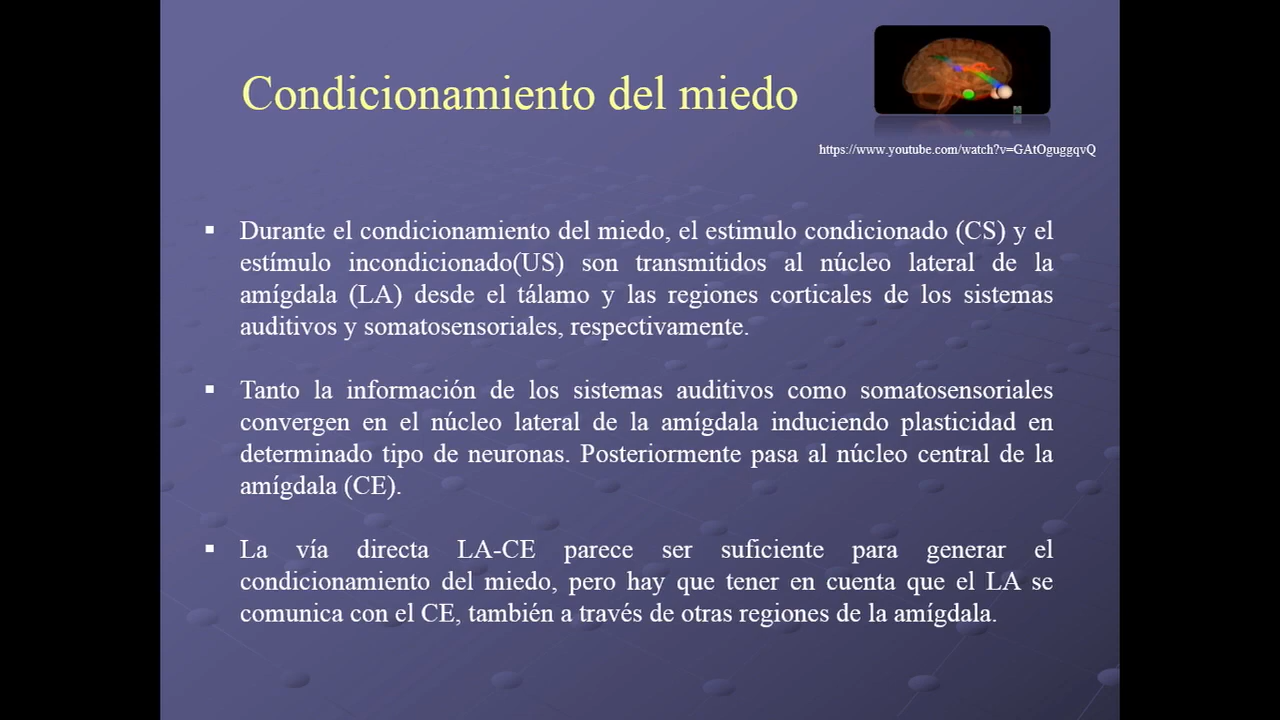 Condicionamiento del miedo
https://www.youtube.com/watch?v=GAtOguggqvQ
▪ Durante el condicionamiento del miedo, el estimulo condicionado (CS) y el
estímulo incondicionado(US) son transmitidos al núcleo lateral de la
amígdala (LA) desde el tálamo y las regiones corticales de los sistemas
auditivos y somatosensoriales, respectivamente.
▪ Tanto la información de los sistemas auditivos como somatosensoriales
convergen en el núcleo lateral de la amígdala induciendo plasticidad en
determinado tipo de neuronas. Posteriormente pasa al núcleo central de la
amígdala (CE).
▪ La vía directa LA-CE parece ser suficiente para generar el
condicionamiento del miedo, pero hay que tener en cuenta que el LA se
comunica con el CE, también a través de otras regiones de la amígdala.